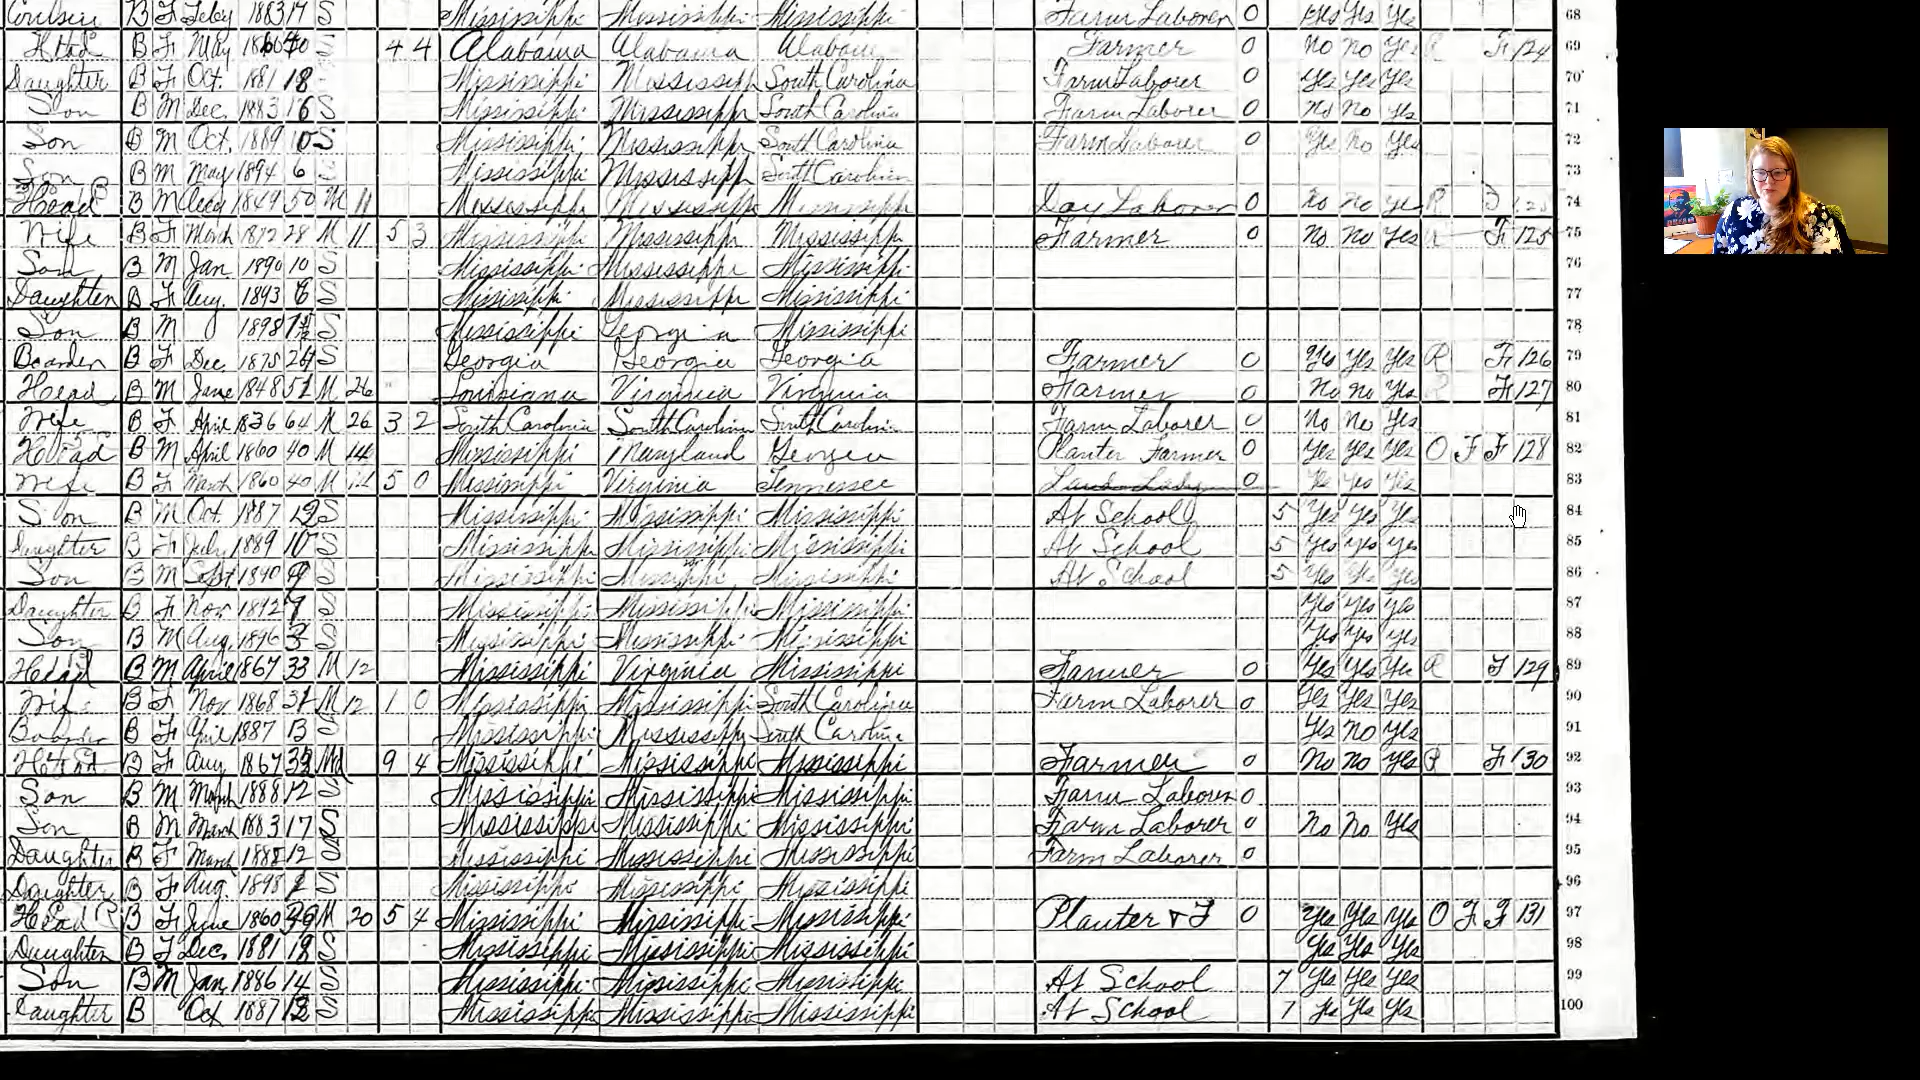 Cousin B F Feby 1883 17 S Mississippi Mississippi Mississippi Farm Laborer 0 Yes Yes Yes 68
Head B F May 40 4 4 Alabama Alabama Alabam Farmer 0 No No Yes R F 124 69
Daughter B F Oct. 1881 18 Mississippi Mississippi South Carolina Farm Laborer 0 Yes Yes Yes 70
Son B M Dec. 1883 16 S Mississippi Mississippi South Carolina Farm Laborer 0 No No Yes 71
Son B M Oct. 1889 10 S Mississippi Mississippi South Carolina Farm Laborer 0 Yes No Yes 72
Son B M May 1894 6 S Mississippi Mississippi South Carolina 73
Head B M 1849 50 M 11 Mississippi Mississippi Mississippi Day Laborer 0 No No Yes R 74
Wife B F March 1872 28 M 11 5 3 Mississippi Mississippi Mississippi Farmer 0 No No Yes F 125 75
Son B M Jan 1890 10 S Mississippi Mississippi Mississippi 76
Daughter B F Aug. 1893 6 S Mississippi Mississippi Mississippi 77
Son B M 1898 S Mississippi Georgia Mississippi 78
Boarder B F Dec. 1875 24 S Georgia Georgia Georgia Farmer 0 Yes Yes Yes R F 126 79
Head B M June 1848 51 M 26 Louisiana Virginia Virginia Farmer 0 No No Yes R F 127 80
Wife B F April 1836 64 M 26 3 2 South Carolina South Carolina South Carolina Farm Laborer 0 No No Yes 81
Head B M April 1860 40 M 14 Mississippi Maryland Georgia Planter Farmer 0 Yes Yes Yes O F F 128 82
Wife B F March 1860 40 M 5 0 Mississippi Virginia Tennessee 0 Yes Yes Yes 83
Son B M Oct. 1887 12 S Mississippi Mississippi Mississippi At School 5 Yes Yes Yes 84
Daughter B F July 1889 10 S Mississippi Mississippi Mississippi At School 5 Yes Yes Yes 85
Son B M Sept. 1890 9 S Mississippi Mississippi Mississippi At School 5 Yes Yes Yes 86
Daughter B F Nov. 1892 7 S Mississippi Mississippi Mississippi Yes Yes Yes 87
Son B M Aug. 1896 3 S Mississippi Mississippi Mississippi Yes Yes Yes 88
Head B M April 1867 33 M 12 Mississippi Virginia Mississippi Farmer 0 Yes Yes Yes R F 129 89
Wife B F Nov 1868 31 M 12 1 0 Mississippi Mississippi South Carolina Farm Laborer 0 Yes Yes Yes 90
Boarder B F April 1887 13 S Mississippi Mississippi South Carolina Yes No Yes 91
Head B F Aug 1867 32 Wd 9 4 Mississippi Mississippi Mississippi Farmer 0 No No Yes R F 130 92
Son B M March 1888 12 S Mississippi Mississippi Mississippi Farm Laborer 0 93
Son B M March 1883 17 S Mississippi Mississippi Mississippi Farm Laborer 0 No No Yes 94
Daughter B F March 1888 12 S Mississippi Mississippi Mississippi Farm Laborer 0 95
Daughter B F Aug. 1898 2 S Mississippi Mississippi Mississippi 96
Head B F June 1860 39 M 20 5 4 Mississippi Mississippi Mississippi Planter & F 0 Yes Yes Yes O F F 131 97
Daughter B F Dec. 1881 18 S Mississippi Mississippi Mississippi Yes Yes Yes 98
Son B M Jan 1886 14 S Mississippi Mississippi Mississippi At School 7 Yes Yes Yes 99
Daughter B Oct 1887 12 S Mississippi Mississippi Mississippi At School 7 Yes Yes Yes 100